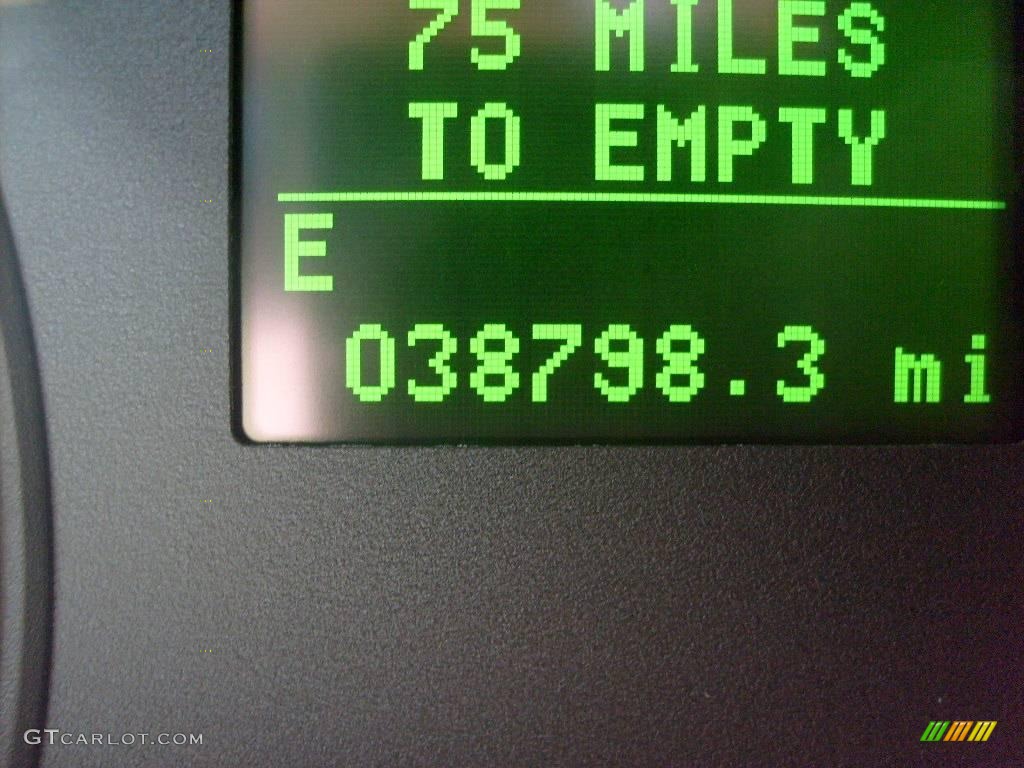 75 MILES
TO EMPTY
E
038798.3 mi
GTCARLOT.COM